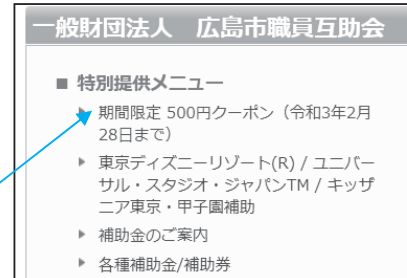 一般財団法人　広島市職員互助会
■ 特別提供メニュー
▶ 期間限定 500円クーポン（令和3年2月
28日まで）
▶ 東京ディズニーリゾート(R) / ユニバー
サル・スタジオ・ジャパンTM / キッザ
ニア東京・甲子園補助
▶ 補助金のご案内
▶ 各種補助金/補助券